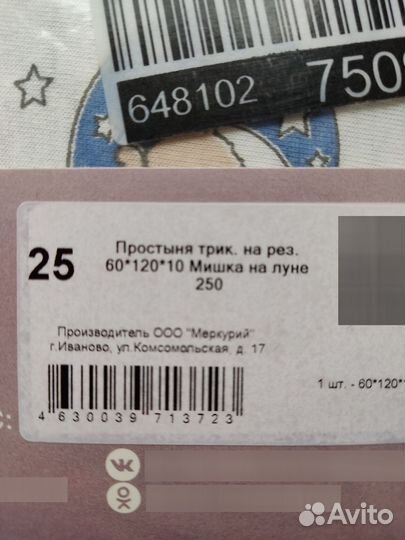 648102 750
25
Простыня трик. на рез.
60*120*10 Мишка на луне
250
Производитель ООО "Меркурий"
г.Иваново, ул.Комсомольская, д. 17
1 шт. - 60*120*
4 630039 713723
Avito